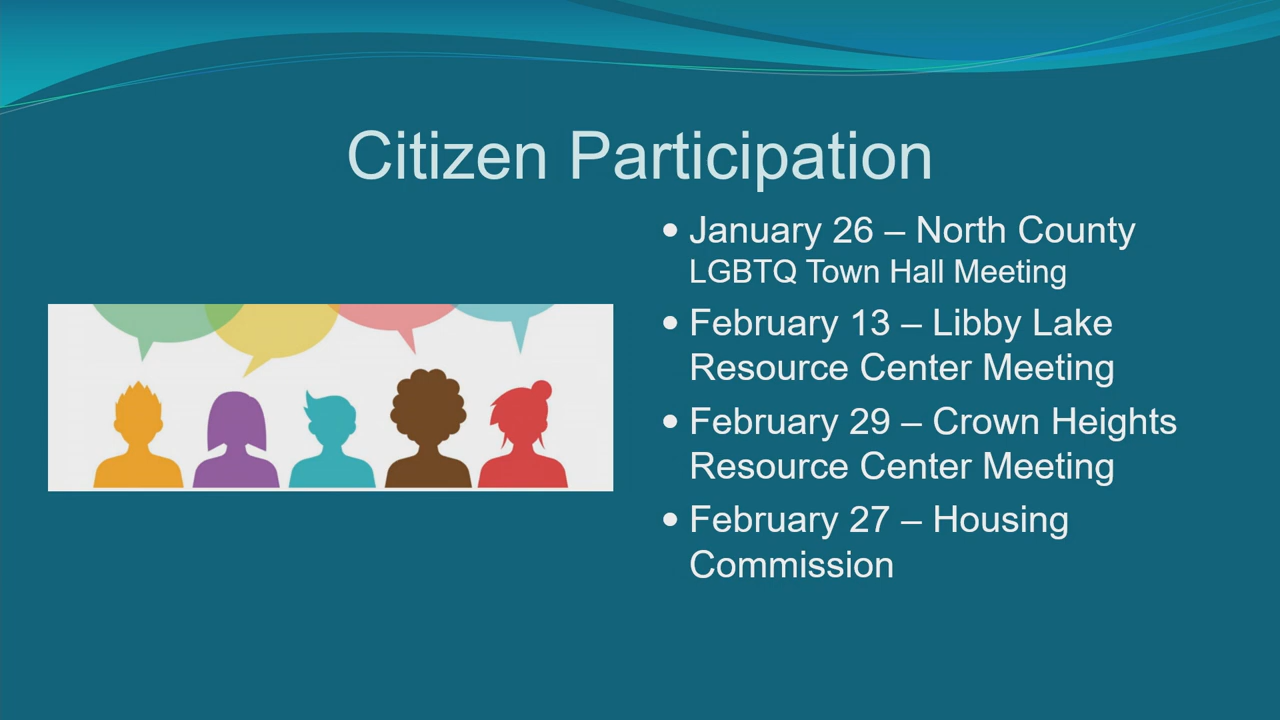 Citizen Participation
• January 26 – North County
LGBTQ Town Hall Meeting
• February 13 – Libby Lake
Resource Center Meeting
• February 29 – Crown Heights
Resource Center Meeting
• February 27 – Housing
Commission